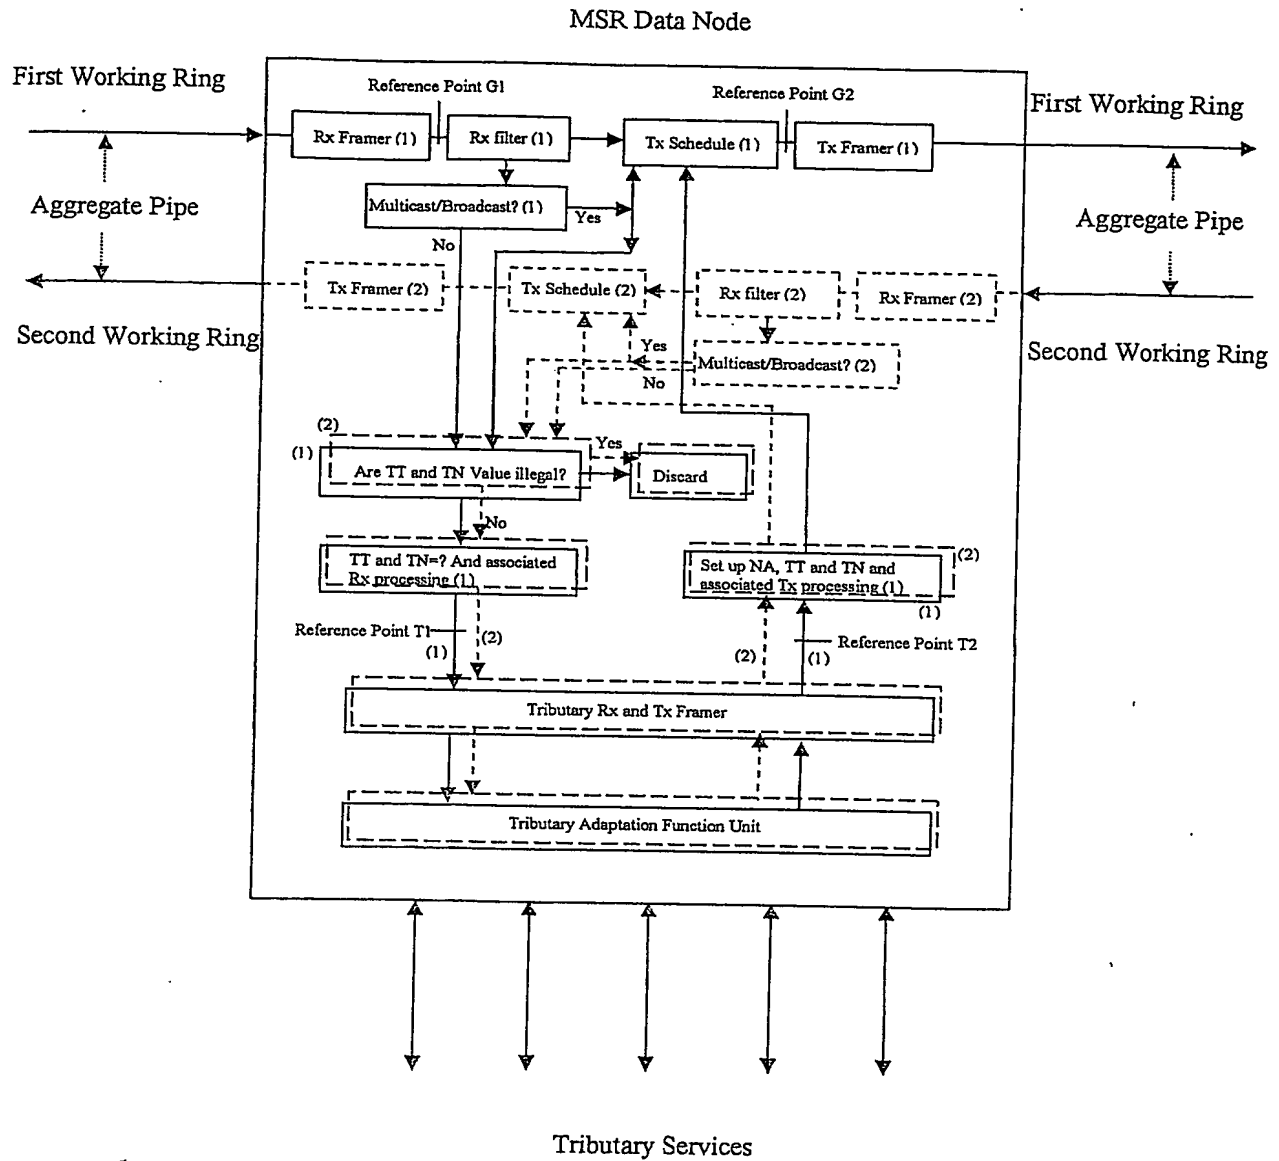 MSR Data Node
First Working Ring
Reference Point G1
Reference Point G2
First Working Ring
Rx Framer (1)
Rx filter (1)
Tx Schedule (1)
Tx Framer (1)
Aggregate Pipe
Multicast/Broadcast? (1)
Yes
Aggregate Pipe
No
Tx Framer (2)
Tx Schedule (2)
Rx filter (2)
Rx Framer (2)
Second Working Ring
Yes
Multicast/Broadcast? (2)
Second Working Ring
No
(2)
Yes
(1)
Are TT and TN Value illegal?
Discard
No
TT and TN=? And associated
Rx processing (1)
Set up NA, TT and TN and
associated Tx processing (1)
(2)
(1)
Reference Point T1
(2)
(1)
(2)
(1)
Reference Point T2
Tributary Rx and Tx Framer
Tributary Adaptation Function Unit
Tributary Services